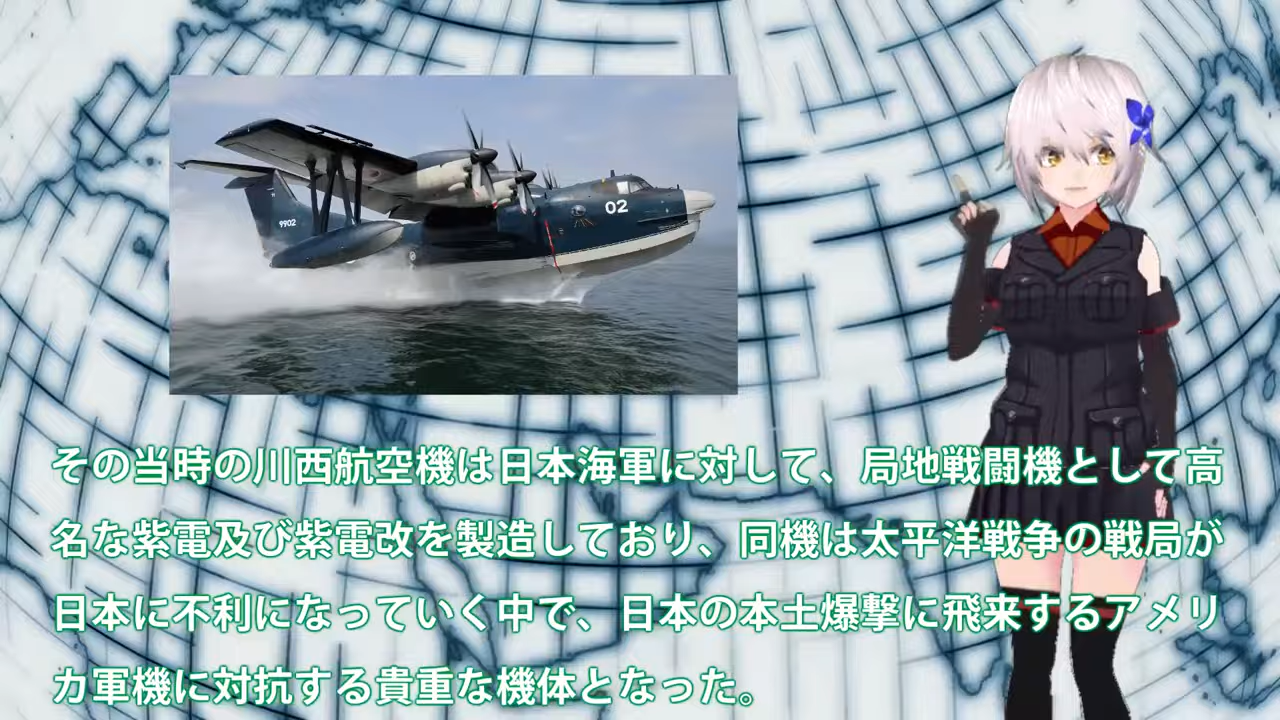 02
9902
その当時の川西航空機は日本海軍に対して、局地戦闘機として高
名な紫電及び紫電改を製造しており、同機は太平洋戦争の戦局が
日本に不利になっていく中で、日本の本土爆撃に飛来するアメリ
カ軍機に対抗する貴重な機体となった。